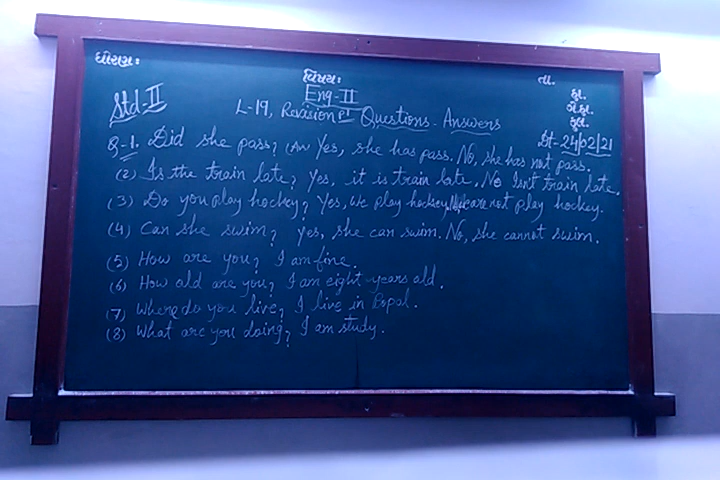 ધોરણ:
વિષય:
તા.
Std-II
Eng-II
કા.
ગે.કા.
કુલ.
L-19, Revision 1 Questions-Answers
Dt-24/02/21
Q-1. Did she pass? Yes, she has pass. No, she has not pass.
(2) Is the train late? Yes, it is train late. No Isn't train late.
(3) Do you play hockey? Yes, we play hockey, are not play hockey.
(4) Can she swim? Yes, she can swim. No, she cannot swim.
(5) How are you? I am fine.
(6) How old are you? I am eight years old.
(7) Where do you live? I live in Popal.
(8) What are you doing? I am study.